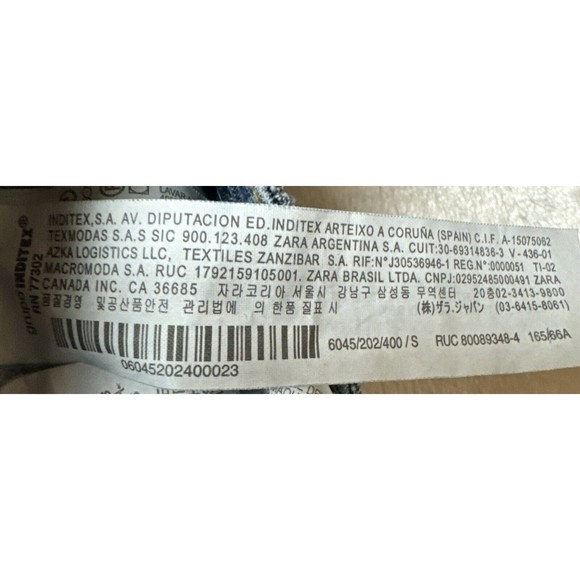 LAVAR
INDITEX,S.A. AV. DIPUTACION ED.INDITEX ARTEIXO A CORUÑA (SPAIN) C.I.F. A-15075062
TEXMODAS S.A.S SIC 900.123.408 ZARA ARGENTINA S.A. CUIT:30-69314836-3 V-436-01
AZKA LOGISTICS LLC, TEXTILES ZANZIBAR S.A. RIF:N°J30536946-1 REG.N°:0000051 TI-02
MACROMODA S.A. RUC 1792159105001. ZARA BRASIL LTDA. CNPJ:02952485000491 ZARA
CANADA INC. CA 36685 자라코리아 서울시 강남구 삼성동 무역센터 20층02-3413-9800
품질경영 및공산품안전 관리법에 의한품질표시 (株)ザラ.ジャパン (03-6415-8061)
grupo INDITEX®
RN 77302
6045/202/400/S RUC 80089348-4 165/66A
06045202400023